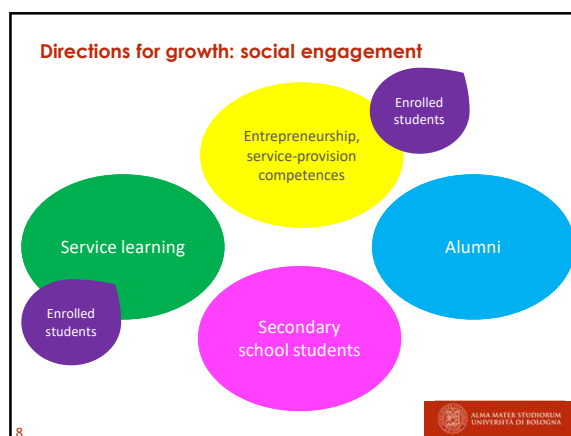 Directions for growth: social engagement
Enrolled
students
Entrepreneurship,
service-provision
competences
Service learning
Alumni
Enrolled
students
Secondary
school students
ALMA MATER STUDIORUM
UNIVERSITÀ DI BOLOGNA
8